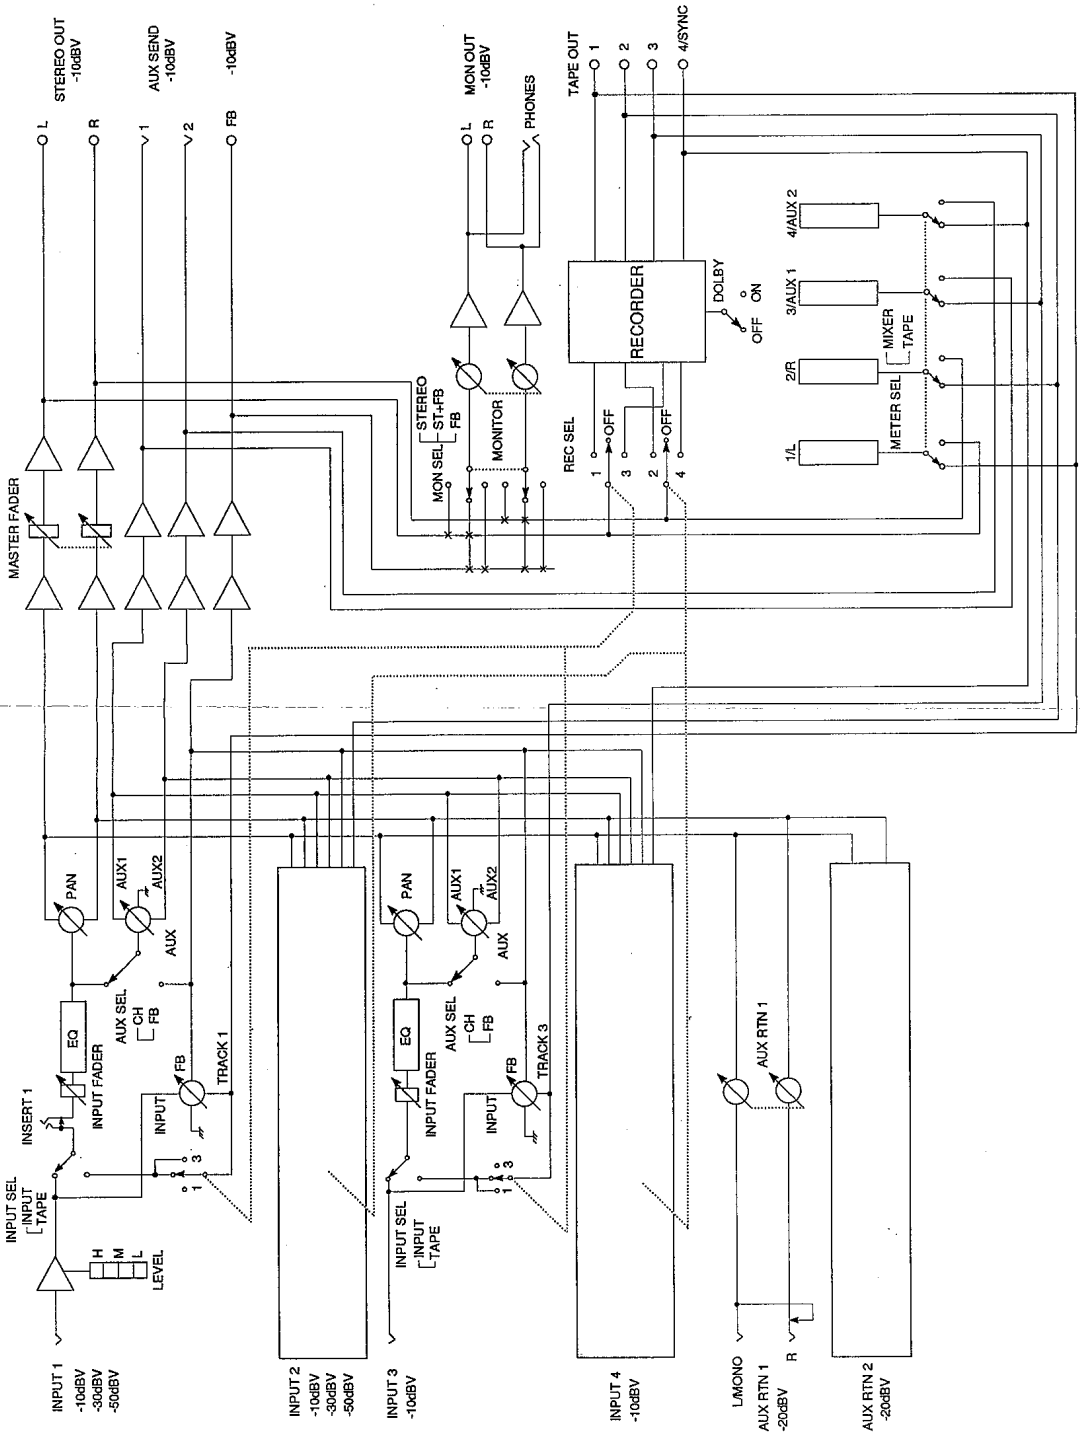 STEREO OUT
-10dBV
L
R
AUX SEND
-10dBV
1
2
-10dBV
FB
MASTER FADER
MON OUT
-10dBV
L
R
PHONES
MON SEL
STEREO
ST+FB
FB
MONITOR
TAPE OUT
1
2
3
4/SYNC
RECORDER
DOLBY
OFF
ON
REC SEL
1
OFF
3
2
OFF
4
1/L
2/R
3/AUX 1
4/AUX 2
METER SEL
MIXER
TAPE
INPUT 1
-10dBV
-30dBV
-50dBV
LEVEL
H
M
L
INPUT SEL
INPUT
TAPE
INSERT 1
INPUT FADER
EQ
PAN
AUX SEL
CH
FB
AUX
AUX1
AUX2
INPUT
FB
TRACK 1
1
3
INPUT 2
-10dBV
-30dBV
-50dBV
INPUT 3
-10dBV
INPUT SEL
INPUT
TAPE
INPUT FADER
EQ
PAN
AUX SEL
CH
FB
AUX
AUX1
AUX2
INPUT
FB
TRACK 3
1
3
INPUT 4
-10dBV
L/MONO
AUX RTN 1
-20dBV
R
AUX RTN 1
AUX RTN 2
-20dBV